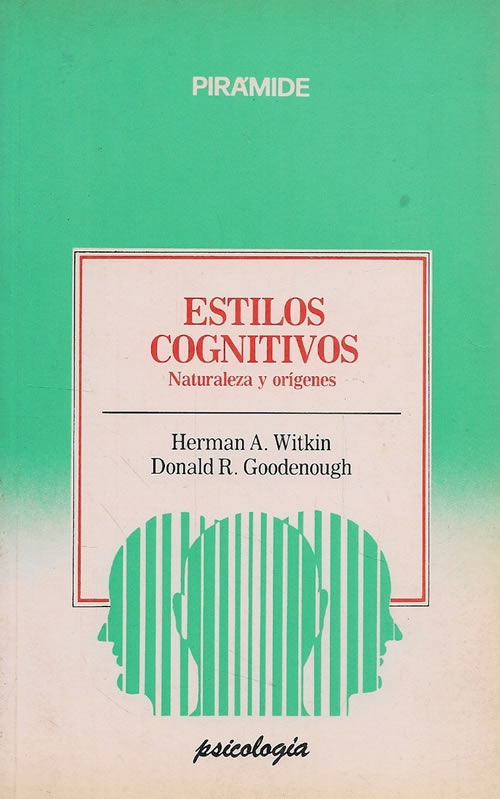 PIRÁMIDE
ESTILOS
COGNITIVOS
Naturaleza y orígenes
Herman A. Witkin
Donald R. Goodenough
psicología